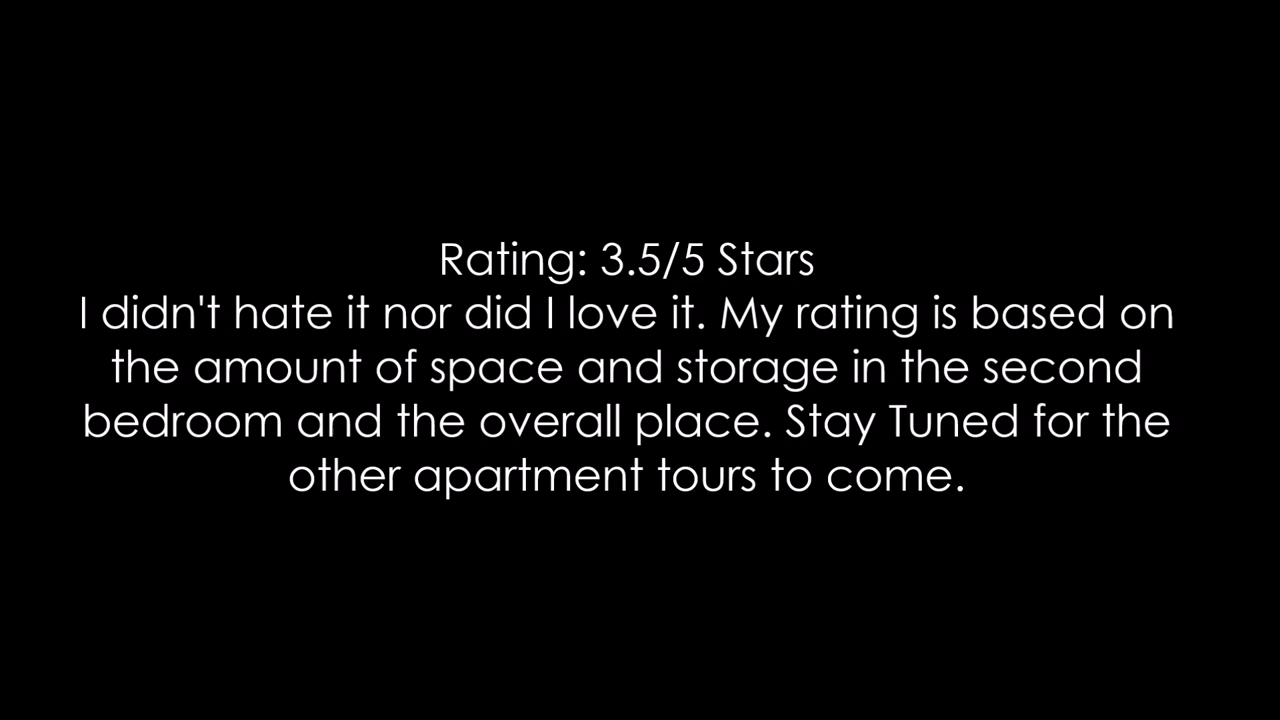 Rating: 3.5/5 Stars
I didn't hate it nor did I love it. My rating is based on
the amount of space and storage in the second
bedroom and the overall place. Stay Tuned for the
other apartment tours to come.